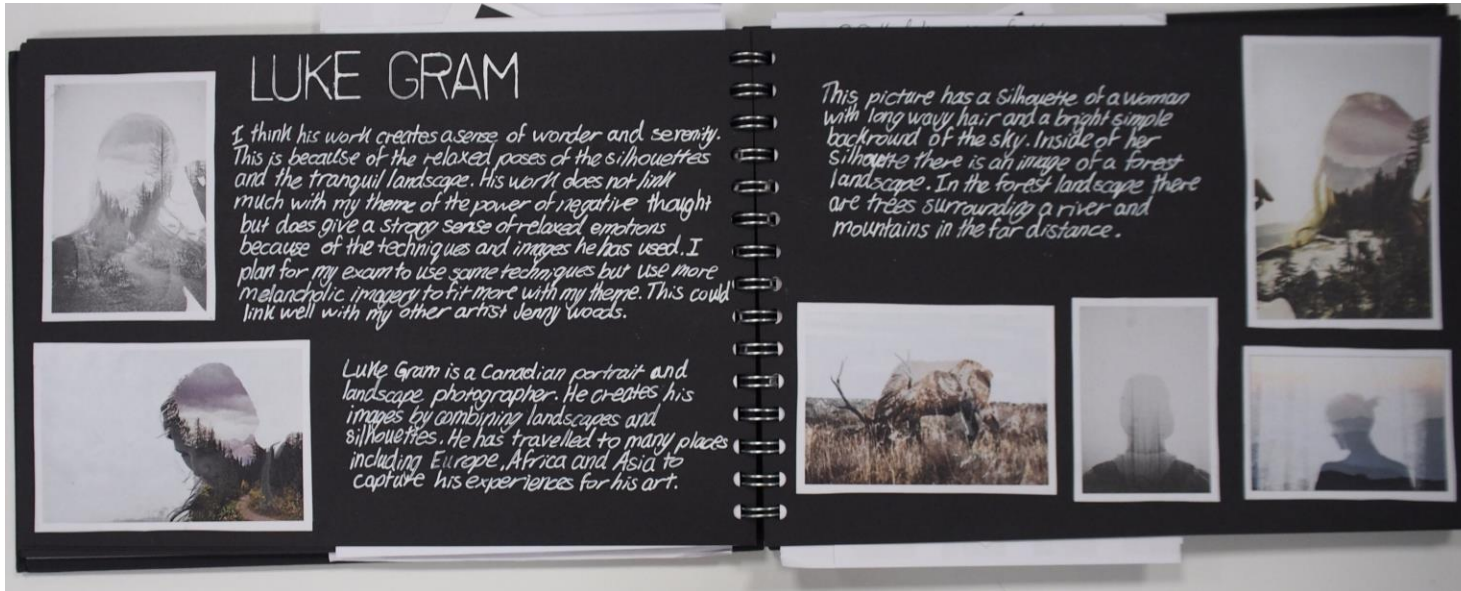 LUKE GRAM
I think his work creates a sense of wonder and serenity.
This is because of the relaxed poses of the silhouettes
and the tranquil landscape. His work does not link
much with my theme of the power of negative thought
but does give a strong sense of relaxed emotions
because of the techniques and images he has used. I
plan for my exam to use same techniques but use more
melancholic imagery to fit more with my theme. This could
link well with my other artist Jenny Woods.
Luke Gram is a Canadian portrait and
landscape photographer. He creates his
images by combining landscapes and
silhouettes. He has travelled to many places
including Europe, Africa and Asia to
capture his experiences for his art.
This picture has a Silhouette of a woman
with long wavy hair and a bright simple
backround of the sky. Inside of her
silhouette there is an image of a forest
landscape. In the forest landscape there
are trees surrounding a river and
mountains in the far distance.